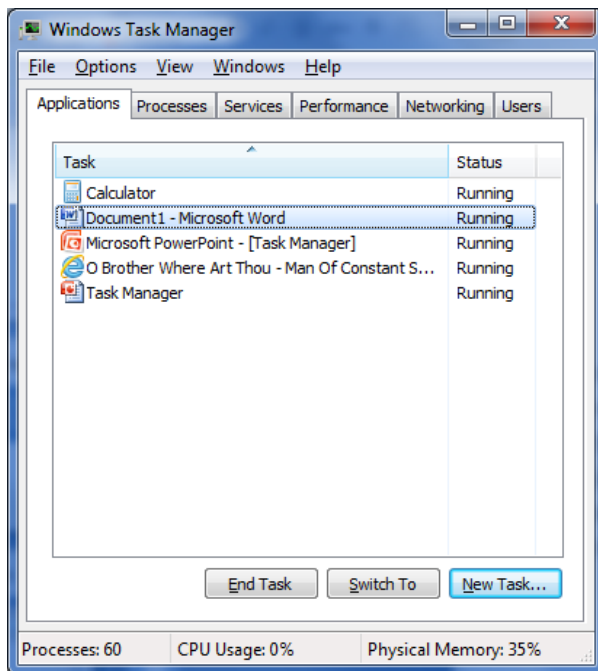 Windows Task Manager
File Options View Windows Help
Applications Processes Services Performance Networking Users
Task Status
Calculator Running
Document1 - Microsoft Word Running
Microsoft PowerPoint - [Task Manager] Running
O Brother Where Art Thou - Man Of Constant S... Running
Task Manager Running
End Task Switch To New Task...
Processes: 60 CPU Usage: 0% Physical Memory: 35%